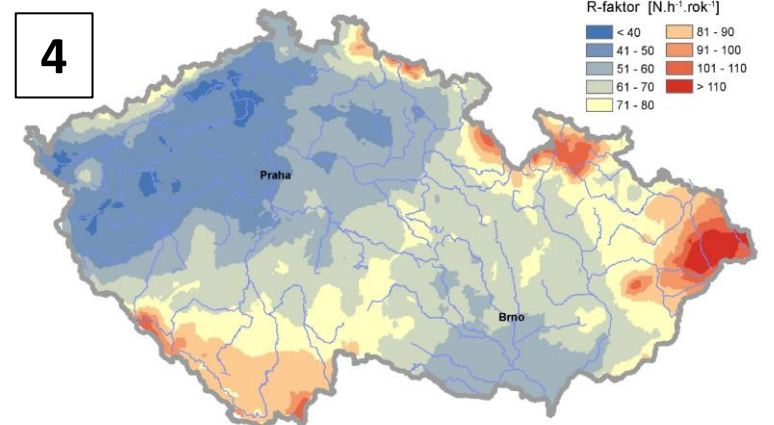 4
R-faktor [N.h⁻¹.rok⁻¹]
< 40
41 - 50
51 - 60
61 - 70
71 - 80
81 - 90
91 - 100
101 - 110
> 110
Praha
Brno